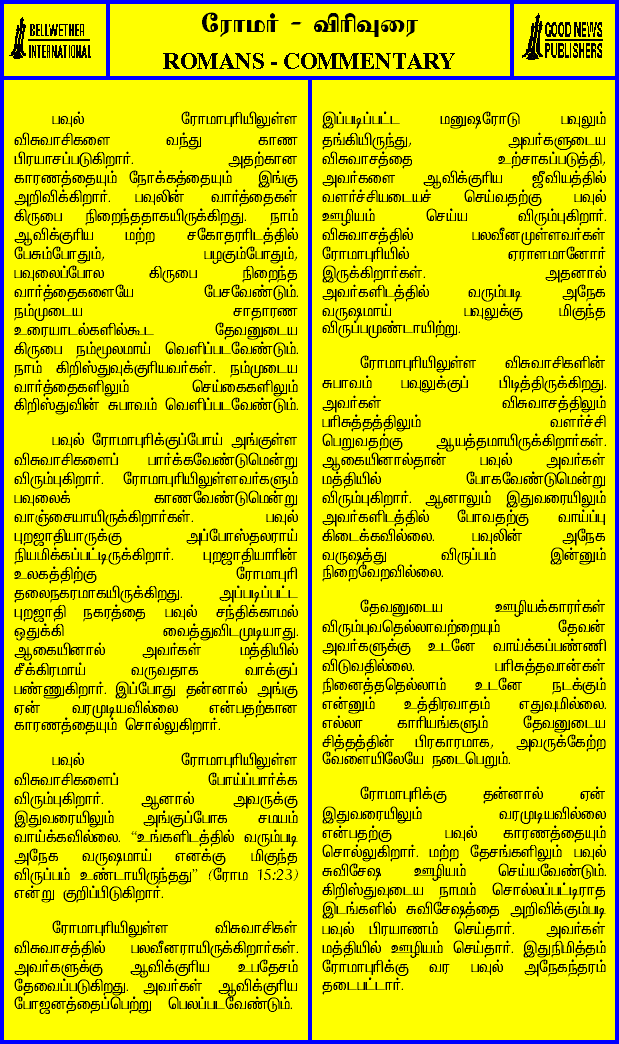 BELLWETHER
INTERNATIONAL
ரோமர் - விரிவுரை
ROMANS - COMMENTARY
GOOD NEWS
PUBLISHERS
பவுல் ரோமாபுரியிலுள்ள
விசுவாசிகளை வந்து காண
பிரயாசப்படுகிறார். அதற்கான
காரணத்தையும் நோக்கத்தையும் இங்கு
அறிவிக்கிறார். பவுலின் வார்த்தைகள்
கிருபை நிறைந்ததாகயிருக்கிறது. நாம்
ஆவிக்குரிய மற்ற சகோதரரிடத்தில்
பேசும்போதும், பழகும்போதும்,
பவுலைப்போல கிருபை நிறைந்த
வார்த்தைகளையே பேசவேண்டும்.
நம்முடைய சாதாரண
உரையாடல்களில்கூட தேவனுடைய
கிருபை நம்மூலமாய் வெளிப்படவேண்டும்.
நாம் கிறிஸ்துவுக்குரியவர்கள். நம்முடைய
வார்த்தைகளிலும் செய்கைகளிலும்
கிறிஸ்துவின் சுபாவம் வெளிப்படவேண்டும்.
பவுல் ரோமாபுரிக்குப்போய் அங்குள்ள
விசுவாசிகளைப் பார்க்கவேண்டுமென்று
விரும்புகிறார். ரோமாபுரியிலுள்ளவர்களும்
பவுலைக் காணவேண்டுமென்று
வாஞ்சையாயிருக்கிறார்கள். பவுல்
புறஜாதியாருக்கு அப்போஸ்தலராய்
நியமிக்கப்பட்டிருக்கிறார். புறஜாதியாரின்
உலகத்திற்கு ரோமாபுரி
தலைநகரமாகயிருக்கிறது. அப்படிப்பட்ட
புறஜாதி நகரத்தை பவுல் சந்திக்காமல்
ஒதுக்கி வைத்துவிடமுடியாது.
ஆகையினால் அவர்கள் மத்தியில்
சீக்கிரமாய் வருவதாக வாக்குப்
பண்ணுகிறார். இப்போது தன்னால் அங்கு
ஏன் வரமுடியவில்லை என்பதற்கான
காரணத்தையும் சொல்லுகிறார்.
பவுல் ரோமாபுரியிலுள்ள
விசுவாசிகளைப் போய்ப்பார்க்க
விரும்புகிறார். ஆனால் அவருக்கு
இதுவரையிலும் அங்குப்போக சமயம்
வாய்க்கவில்லை. “உங்களிடத்தில் வரும்படி
அநேக வருஷமாய் எனக்கு மிகுந்த
விருப்பம் உண்டாயிருந்தது” (ரோம 15:23)
என்று குறிப்பிடுகிறார்.
ரோமாபுரியிலுள்ள விசுவாசிகள்
விசுவாசத்தில் பலவீனராயிருக்கிறார்கள்.
அவர்களுக்கு ஆவிக்குரிய உபதேசம்
தேவைப்படுகிறது. அவர்கள் ஆவிக்குரிய
போஜனத்தைப்பெற்று பெலப்படவேண்டும்.
இப்படிப்பட்ட மனுஷரோடு பவுலும்
தங்கியிருந்து, அவர்களுடைய
விசுவாசத்தை உற்சாகப்படுத்தி,
அவர்களை ஆவிக்குரிய ஜீவியத்தில்
வளர்ச்சியடையச் செய்வதற்கு பவுல்
ஊழியம் செய்ய விரும்புகிறார்.
விசுவாசத்தில் பலவீனமுள்ளவர்கள்
ரோமாபுரியில் ஏராளமானோர்
இருக்கிறார்கள். அதனால்
அவர்களிடத்தில் வரும்படி அநேக
வருஷமாய் பவுலுக்கு மிகுந்த
விருப்பமுண்டாயிற்று.
ரோமாபுரியிலுள்ள விசுவாசிகளின்
சுபாவம் பவுலுக்குப் பிடித்திருக்கிறது.
அவர்கள் விசுவாசத்திலும்
பரிசுத்தத்திலும் வளர்ச்சி
பெறுவதற்கு ஆயத்தமாயிருக்கிறார்கள்.
ஆகையினால்தான் பவுல் அவர்கள்
மத்தியில் போகவேண்டுமென்று
விரும்புகிறார். ஆனாலும் இதுவரையிலும்
அவர்களிடத்தில் போவதற்கு வாய்ப்பு
கிடைக்கவில்லை. பவுலின் அநேக
வருஷத்து விருப்பம் இன்னும்
நிறைவேறவில்லை.
தேவனுடைய ஊழியக்காரர்கள்
விரும்புவதெல்லாவற்றையும் தேவன்
அவர்களுக்கு உடனே வாய்க்கப்பண்ணி
விடுவதில்லை. பரிசுத்தவான்கள்
நினைத்ததெல்லாம் உடனே நடக்கும்
என்னும் உத்திரவாதம் எதுவுமில்லை.
எல்லா காரியங்களும் தேவனுடைய
சித்தத்தின் பிரகாரமாக, அவருக்கேற்ற
வேளையிலேயே நடைபெறும்.
ரோமாபுரிக்கு தன்னால் ஏன்
இதுவரையிலும் வரமுடியவில்லை
என்பதற்கு பவுல் காரணத்தையும்
சொல்லுகிறார். மற்ற தேசங்களிலும் பவுல்
சுவிசேஷ ஊழியம் செய்யவேண்டும்.
கிறிஸ்துவுடைய நாமம் சொல்லப்பட்டிராத
இடங்களில் சுவிசேஷத்தை அறிவிக்கும்படி
பவுல் பிரயாணம் செய்தார். அவர்கள்
மத்தியில் ஊழியம் செய்தார். இதுநிமித்தம்
ரோமாபுரிக்கு வர பவுல் அநேகந்தரம்
தடைபட்டார்.